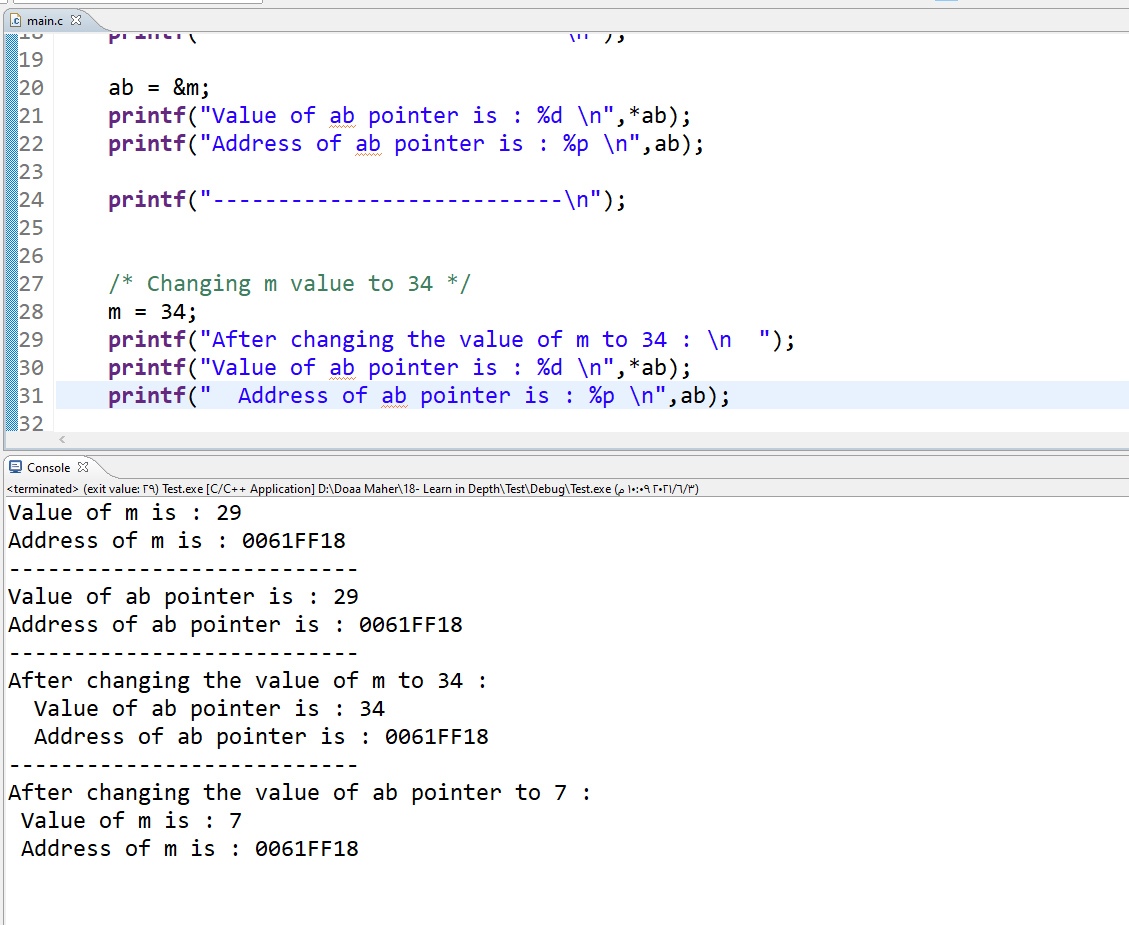 main.c
18 printf(" \n");
19
20 ab = &m;
21 printf("Value of ab pointer is : %d \n",*ab);
22 printf("Address of ab pointer is : %p \n",ab);
23
24 printf("---------------------------\n");
25
26
27 /* Changing m value to 34 */
28 m = 34;
29 printf("After changing the value of m to 34 : \n  ");
30 printf("Value of ab pointer is : %d \n",*ab);
31 printf("  Address of ab pointer is : %p \n",ab);
32
Console
<terminated> (exit value: ٢٩) Test.exe [C/C++ Application] D:\Doaa Maher\18- Learn in Depth\Test\Debug\Test.exe (٢٠٢١/٦/٣ ١٠:٠٩ م)
Value of m is : 29
Address of m is : 0061FF18
---------------------------
Value of ab pointer is : 29
Address of ab pointer is : 0061FF18
---------------------------
After changing the value of m to 34 :
  Value of ab pointer is : 34
  Address of ab pointer is : 0061FF18
---------------------------
After changing the value of ab pointer to 7 :
 Value of m is : 7
 Address of m is : 0061FF18